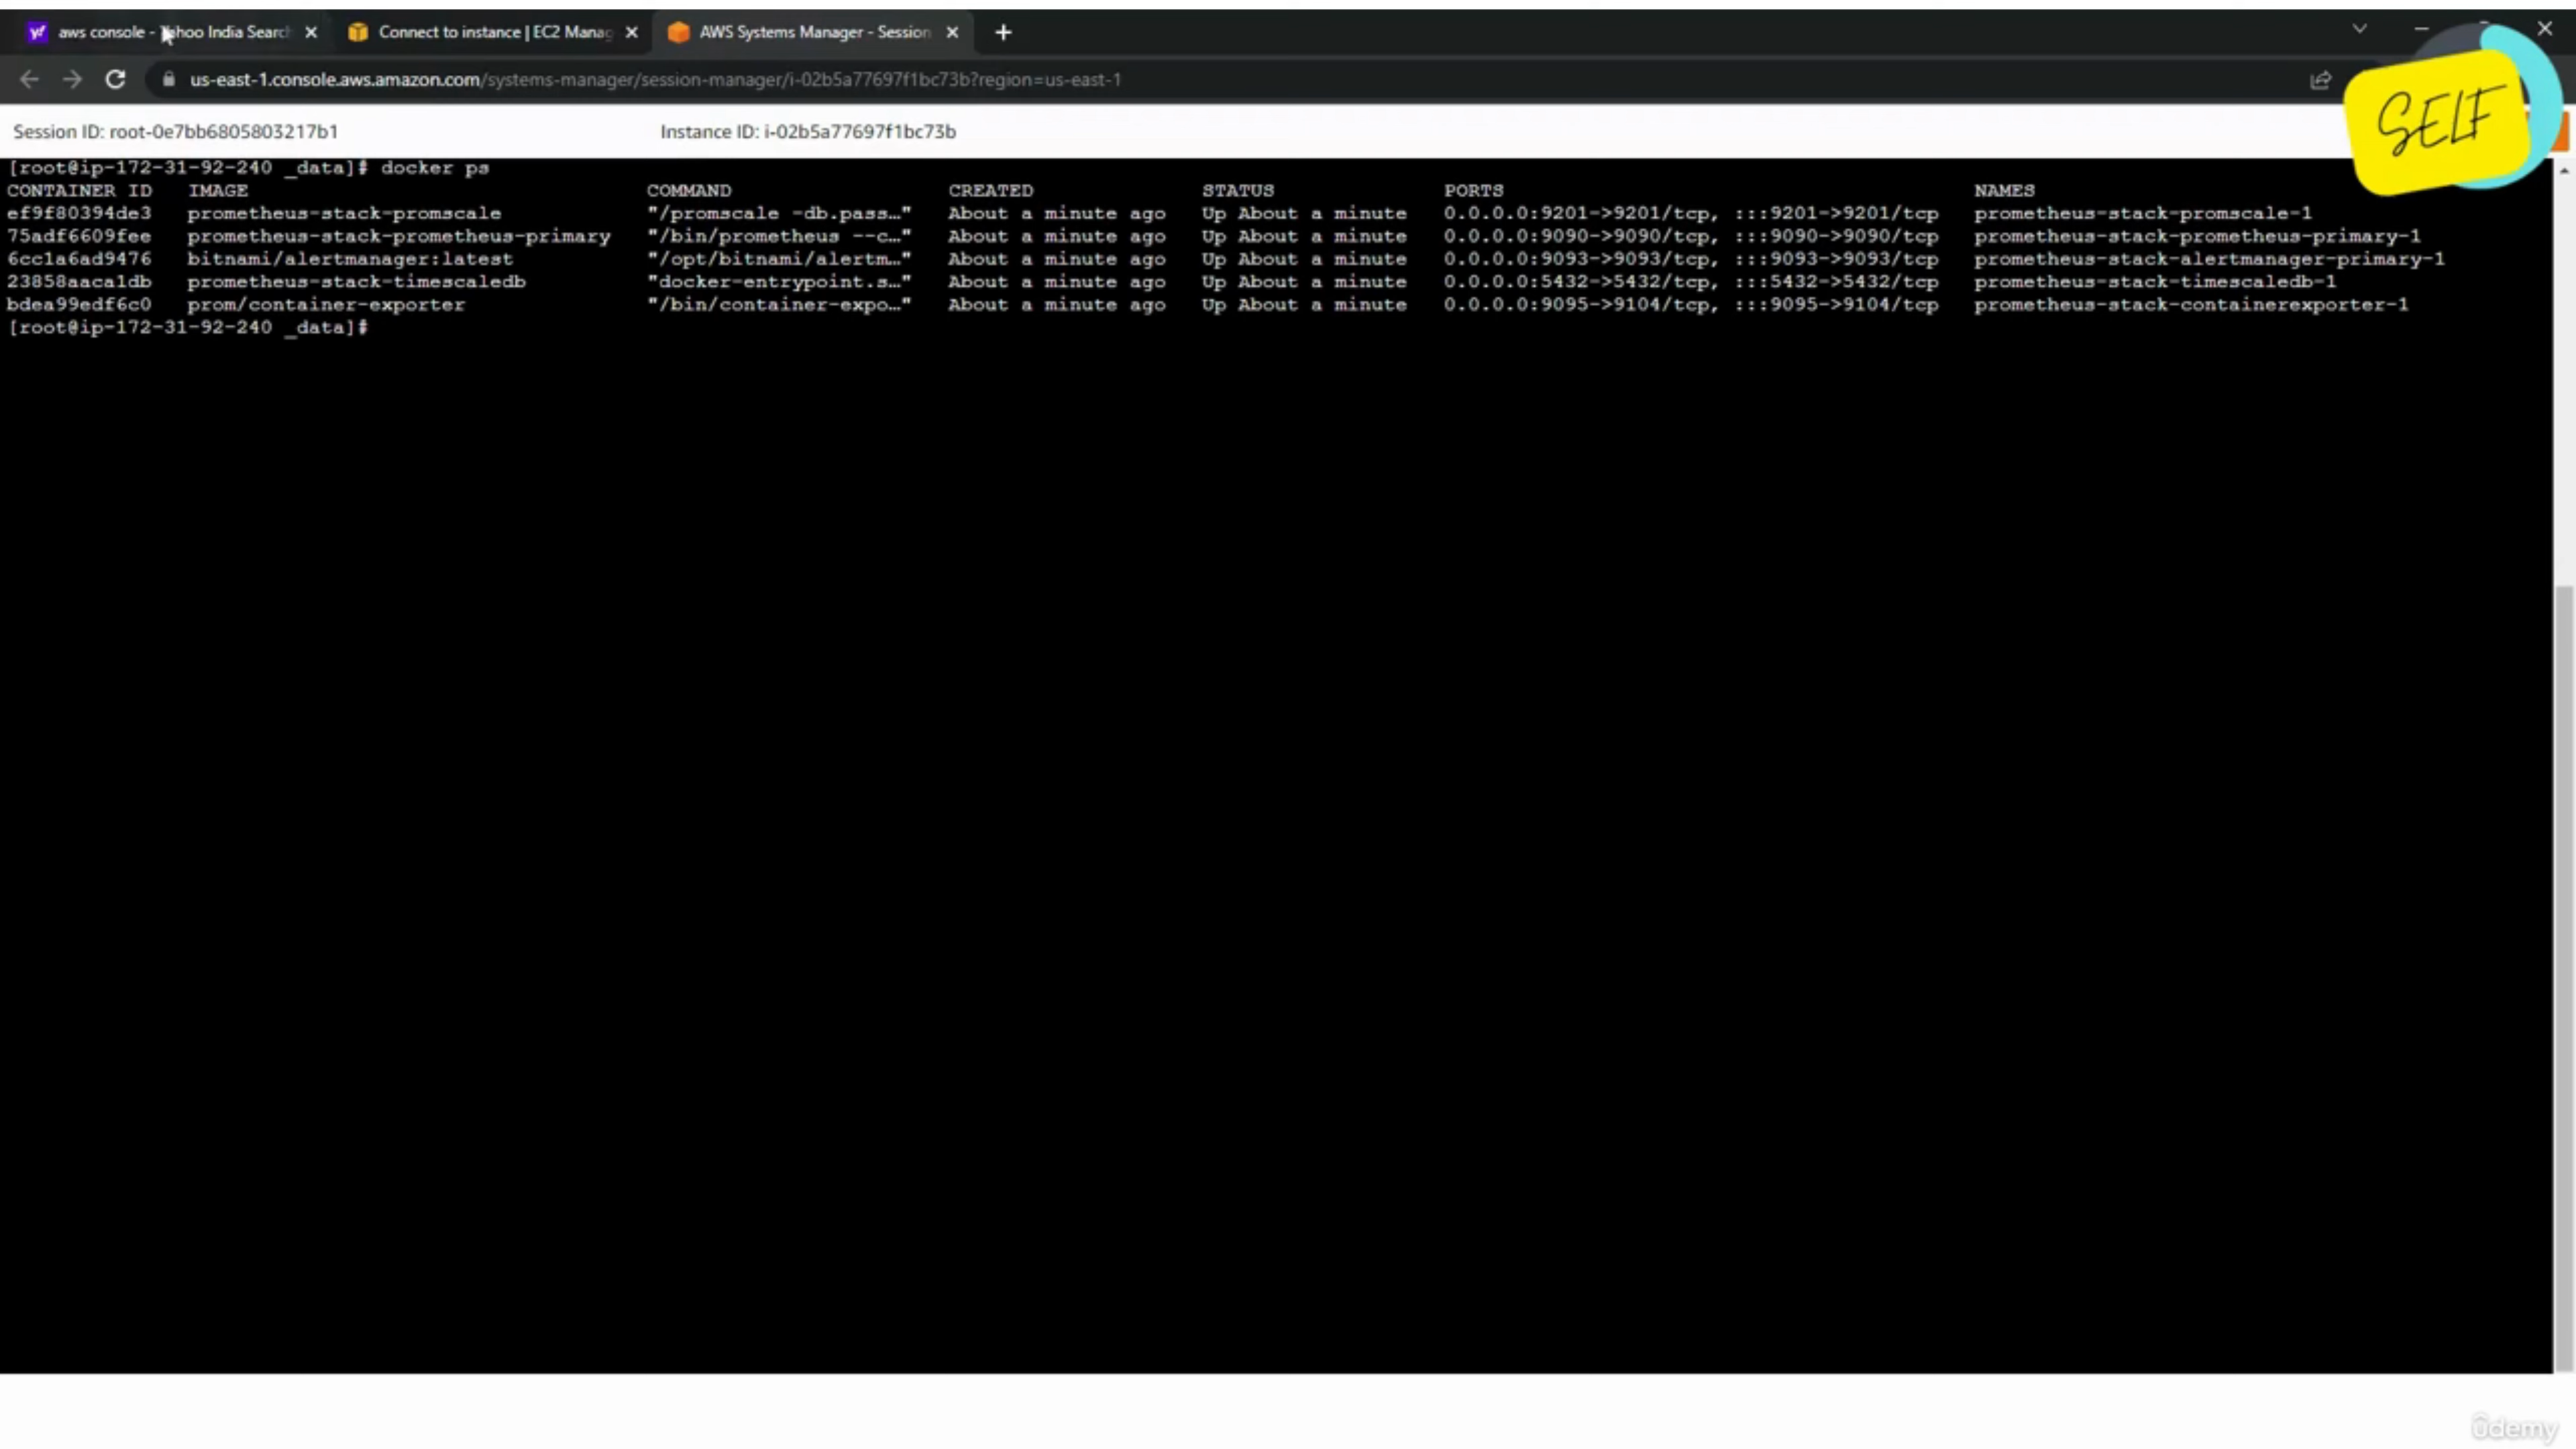 aws console - Yahoo India Search
Connect to instance | EC2 Manag
AWS Systems Manager - Session
us-east-1.console.aws.amazon.com/systems-manager/session-manager/i-02b5a77697f1bc73b?region=us-east-1
SELF
Session ID: root-0e7bb6805803217b1 Instance ID: i-02b5a77697f1bc73b
[root@ip-172-31-92-240 _data]# docker ps
CONTAINER ID IMAGE COMMAND CREATED STATUS PORTS NAMES
ef9f80394de3 prometheus-stack-promscale "/promscale -db.pass…" About a minute ago Up About a minute 0.0.0.0:9201->9201/tcp, :::9201->9201/tcp prometheus-stack-promscale-1
75adf6609fee prometheus-stack-prometheus-primary "/bin/prometheus --c…" About a minute ago Up About a minute 0.0.0.0:9090->9090/tcp, :::9090->9090/tcp prometheus-stack-prometheus-primary-1
6cc1a6ad9476 bitnami/alertmanager:latest "/opt/bitnami/alertm…" About a minute ago Up About a minute 0.0.0.0:9093->9093/tcp, :::9093->9093/tcp prometheus-stack-alertmanager-primary-1
23858aaca1db prometheus-stack-timescaledb "docker-entrypoint.s…" About a minute ago Up About a minute 0.0.0.0:5432->5432/tcp, :::5432->5432/tcp prometheus-stack-timescaledb-1
bdea99edf6c0 prom/container-exporter "/bin/container-expo…" About a minute ago Up About a minute 0.0.0.0:9095->9104/tcp, :::9095->9104/tcp prometheus-stack-containerexporter-1
[root@ip-172-31-92-240 _data]#
ûdemy